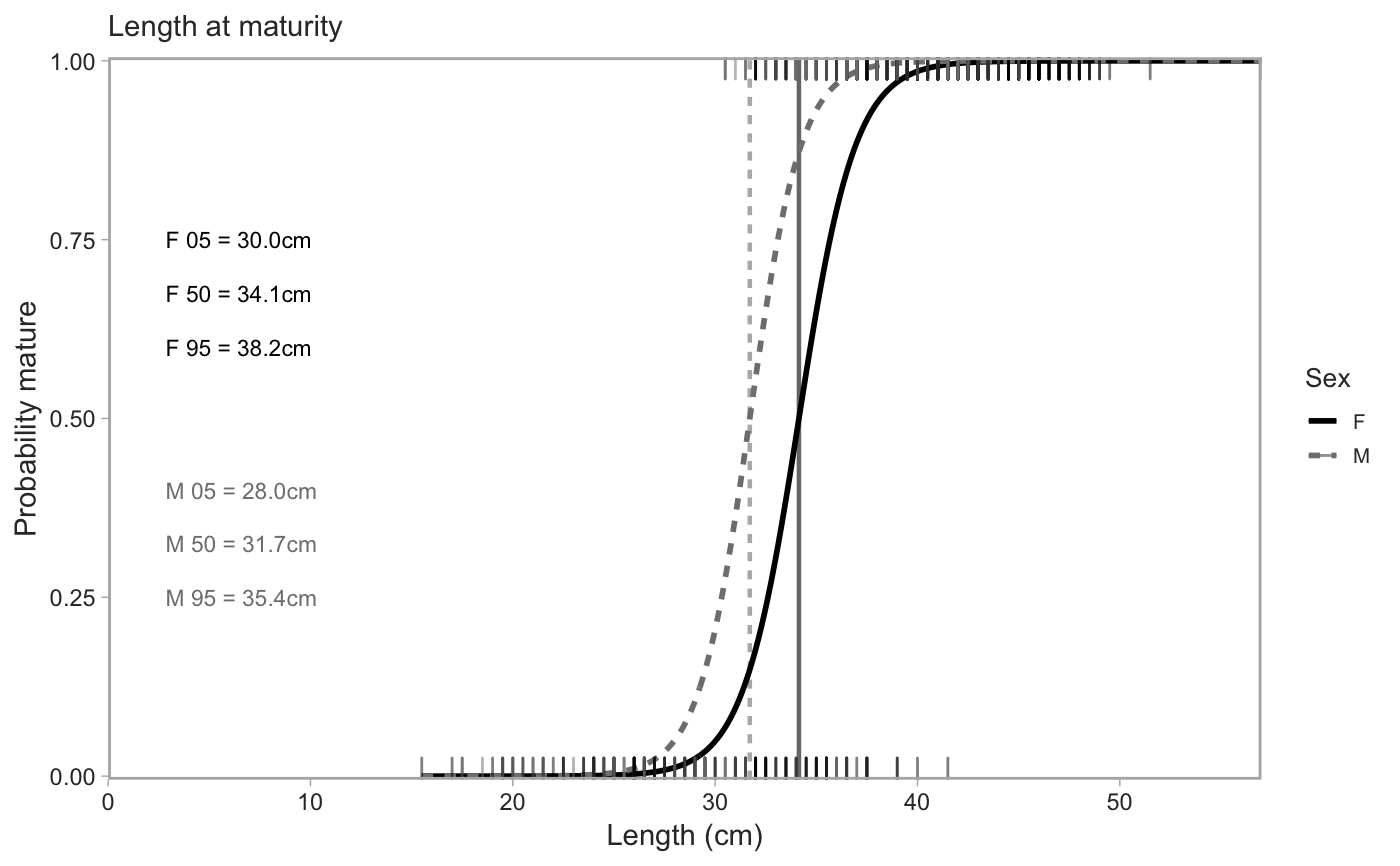 Length at maturity
1.00
0.75
0.50
0.25
0.00
Probability mature
F 05 = 30.0cm
F 50 = 34.1cm
F 95 = 38.2cm
M 05 = 28.0cm
M 50 = 31.7cm
M 95 = 35.4cm
0 10 20 30 40 50
Length (cm)
Sex
F
M